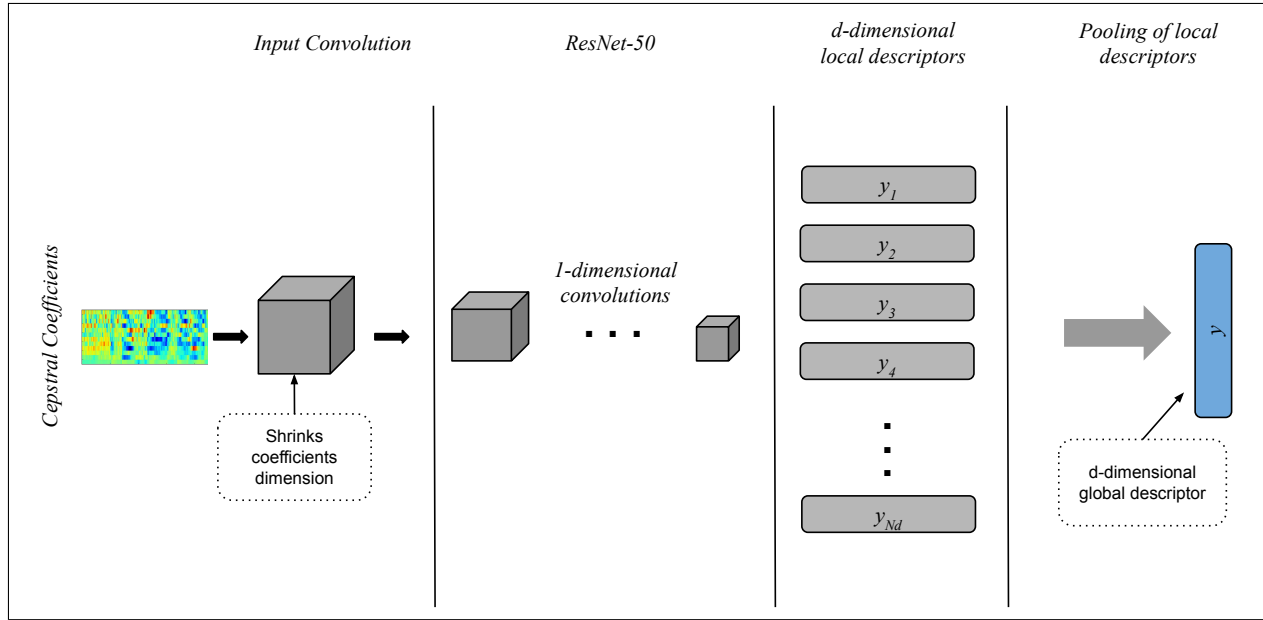 Input Convolution
ResNet-50
d-dimensional
local descriptors
Pooling of local
descriptors
Cepstral Coefficients
Shrinks
coefficients
dimension
1-dimensional
convolutions
. . .
y1
y2
y3
y4
yNd
y
d-dimensional
global descriptor